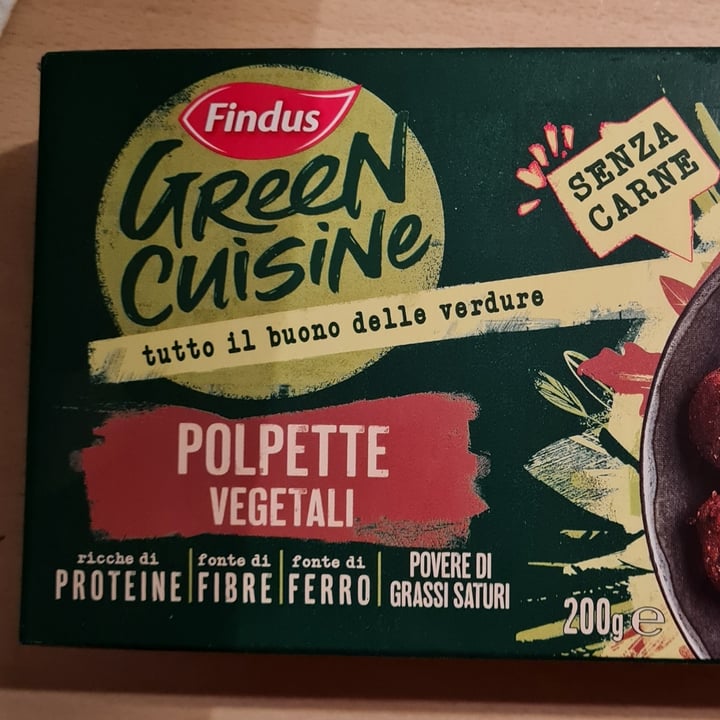 Findus
GReeN
CuiSiNe
tutto il buono delle verdure
SENZA
CARNE
POLPETTE
VEGETALI
ricche di
PROTEINE
fonte di
FIBRE
fonte di
FERRO
POVERE DI
GRASSI SATURI
200g e